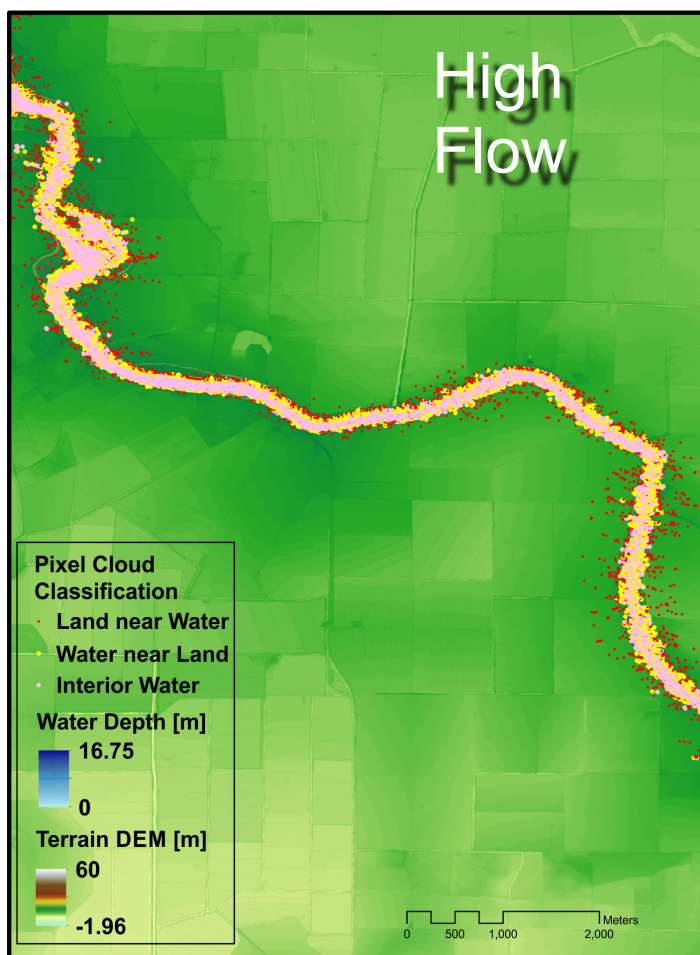 High
Flow
Pixel Cloud
Classification
Land near Water
Water near Land
Interior Water
Water Depth [m]
16.75
0
Terrain DEM [m]
60
-1.96
Meters
0 500 1,000 2,000